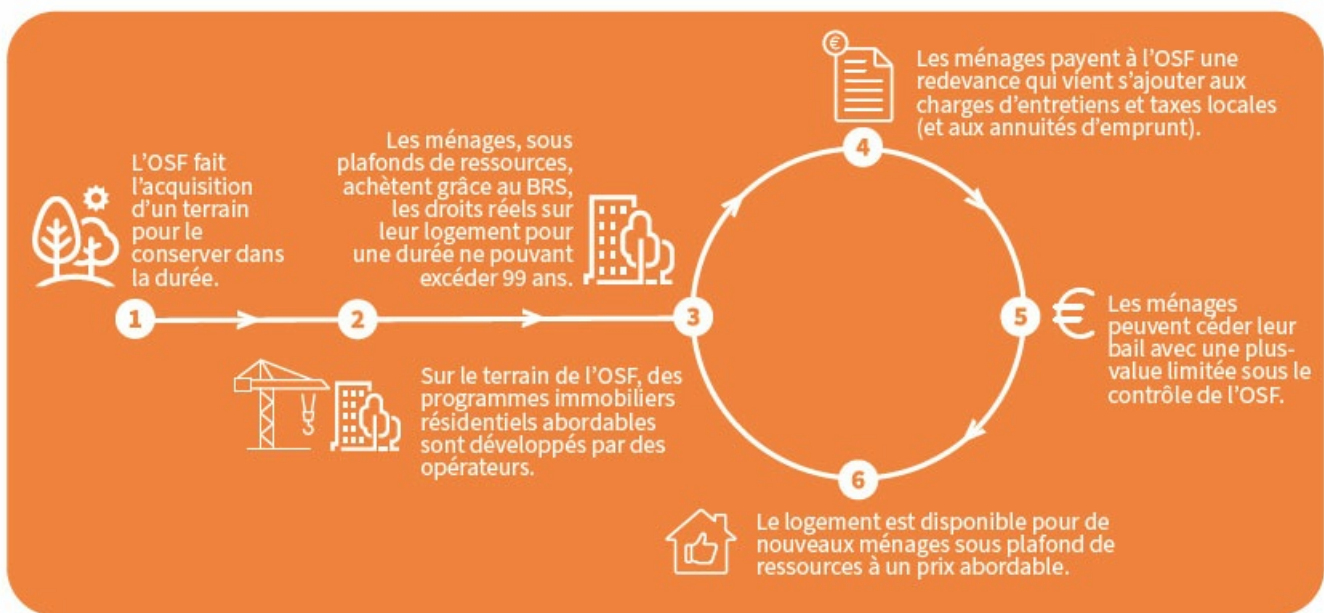 1
L’OSF fait
l’acquisition
d’un terrain
pour le
conserver dans
la durée.
2
Sur le terrain de l’OSF, des
programmes immobiliers
résidentiels abordables
sont développés par des
opérateurs.
3
Les ménages, sous
plafonds de ressources,
achètent grâce au BRS,
les droits réels sur
leur logement pour
une durée ne pouvant
excéder 99 ans.
4
€
Les ménages payent à l’OSF une
redevance qui vient s’ajouter aux
charges d’entretiens et taxes locales
(et aux annuités d’emprunt).
5
€
Les ménages
peuvent céder leur
bail avec une plus-
value limitée sous le
contrôle de l’OSF.
6
Le logement est disponible pour de
nouveaux ménages sous plafond de
ressources à un prix abordable.